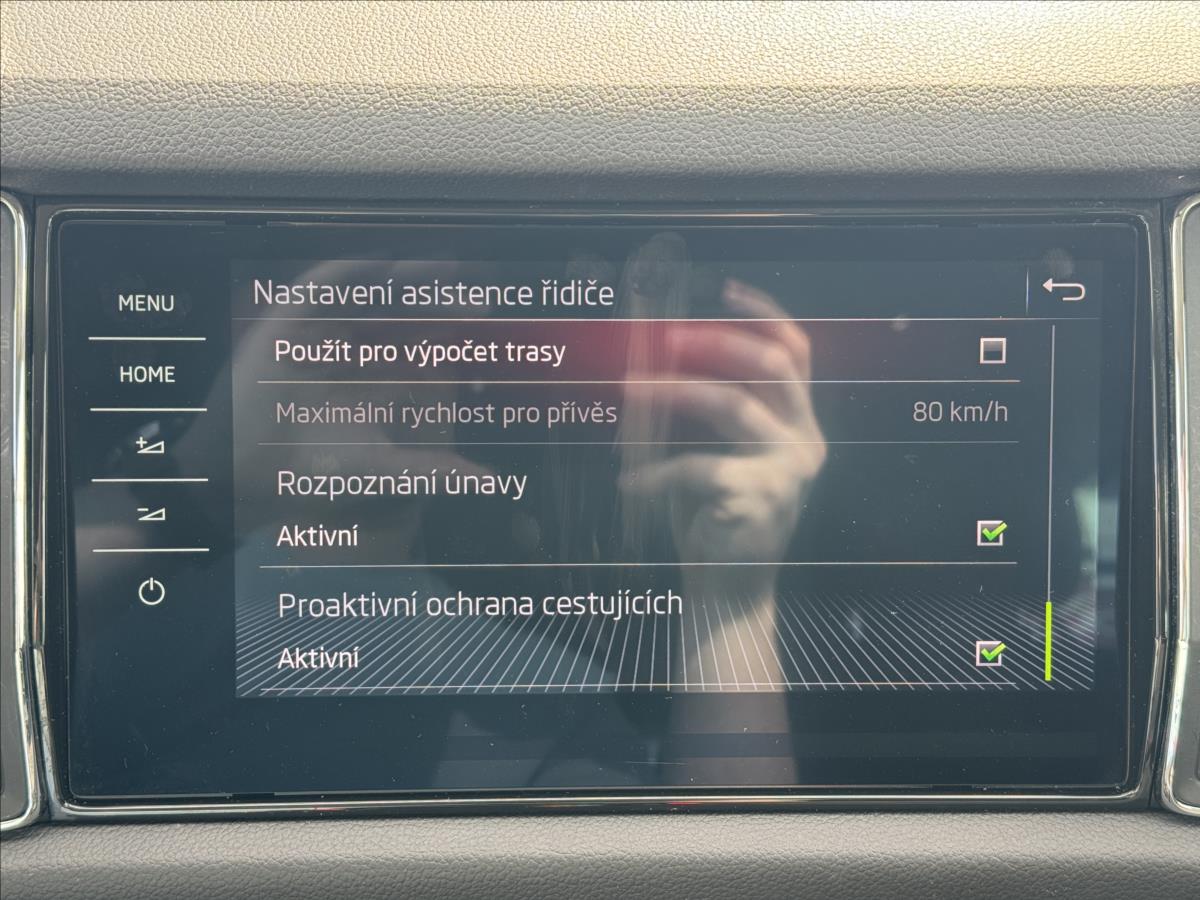 MENU
HOME
Nastavení asistence řidiče
Použít pro výpočet trasy
Maximální rychlost pro přívěs 80 km/h
Rozpoznání únavy
Aktivní
Proaktivní ochrana cestujících
Aktivní